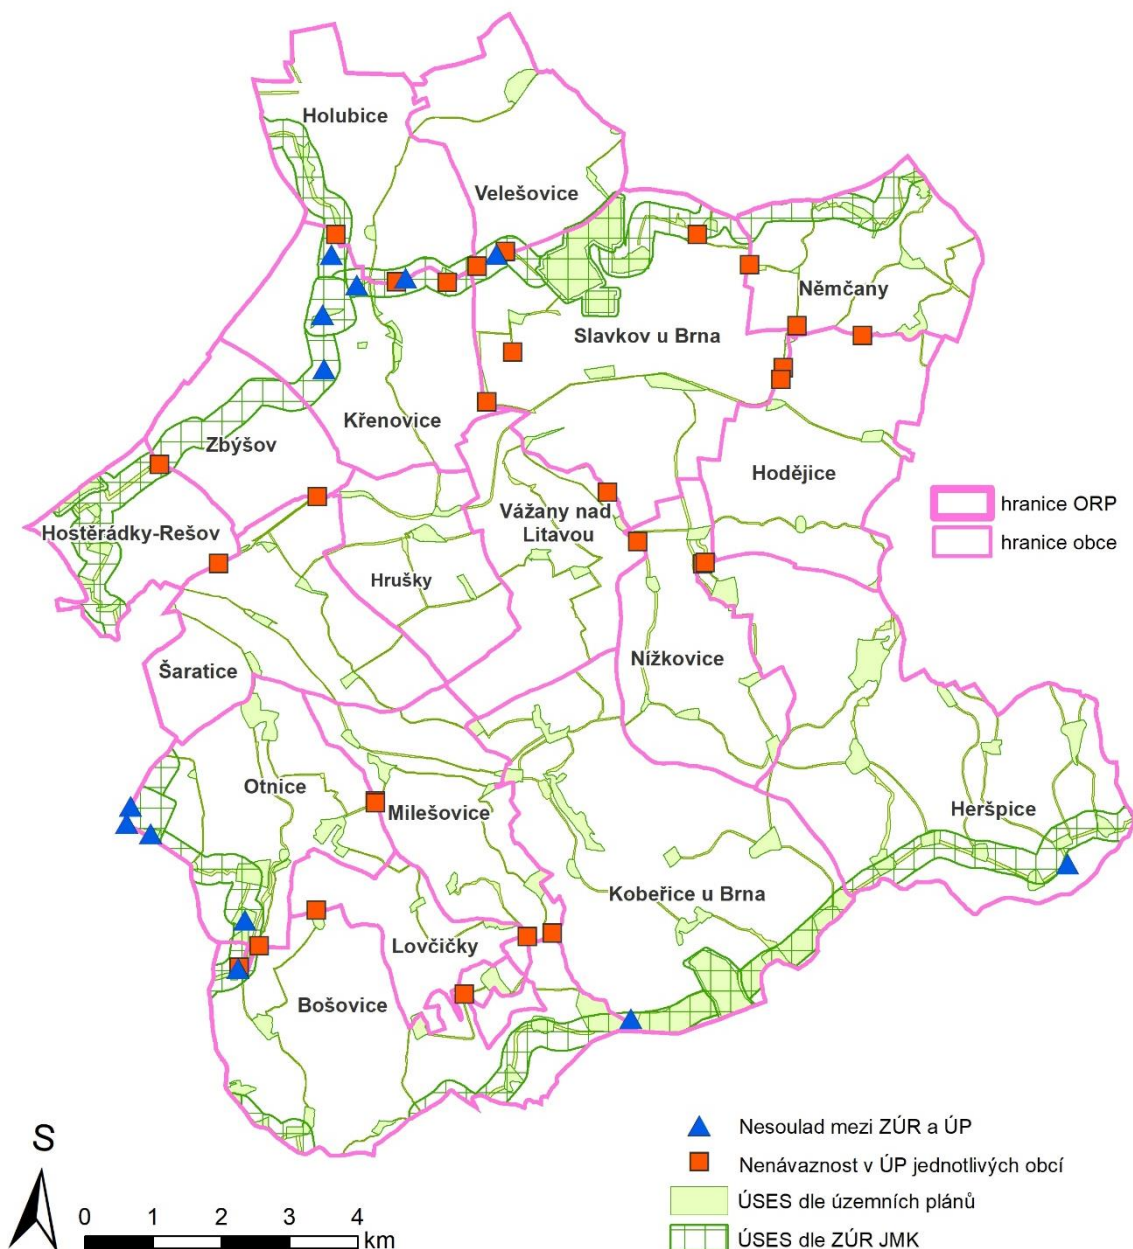 Holubice
Velešovice
Němčany
Slavkov u Brna
Křenovice
Zbýšov
Hodějice
Vážany nad
Litavou
hranice ORP
hranice obce
Hostěrádky-Rešov
Hrušky
Šaratice
Nížkovice
Otnice
Milešovice
Heršpice
Kobeřice u Brna
Lovčičky
Bošovice
S
0 1 2 3 4
km
Nesoulad mezi ZÚR a ÚP
Nenávaznost v ÚP jednotlivých obcí
ÚSES dle územních plánů
ÚSES dle ZÚR JMK